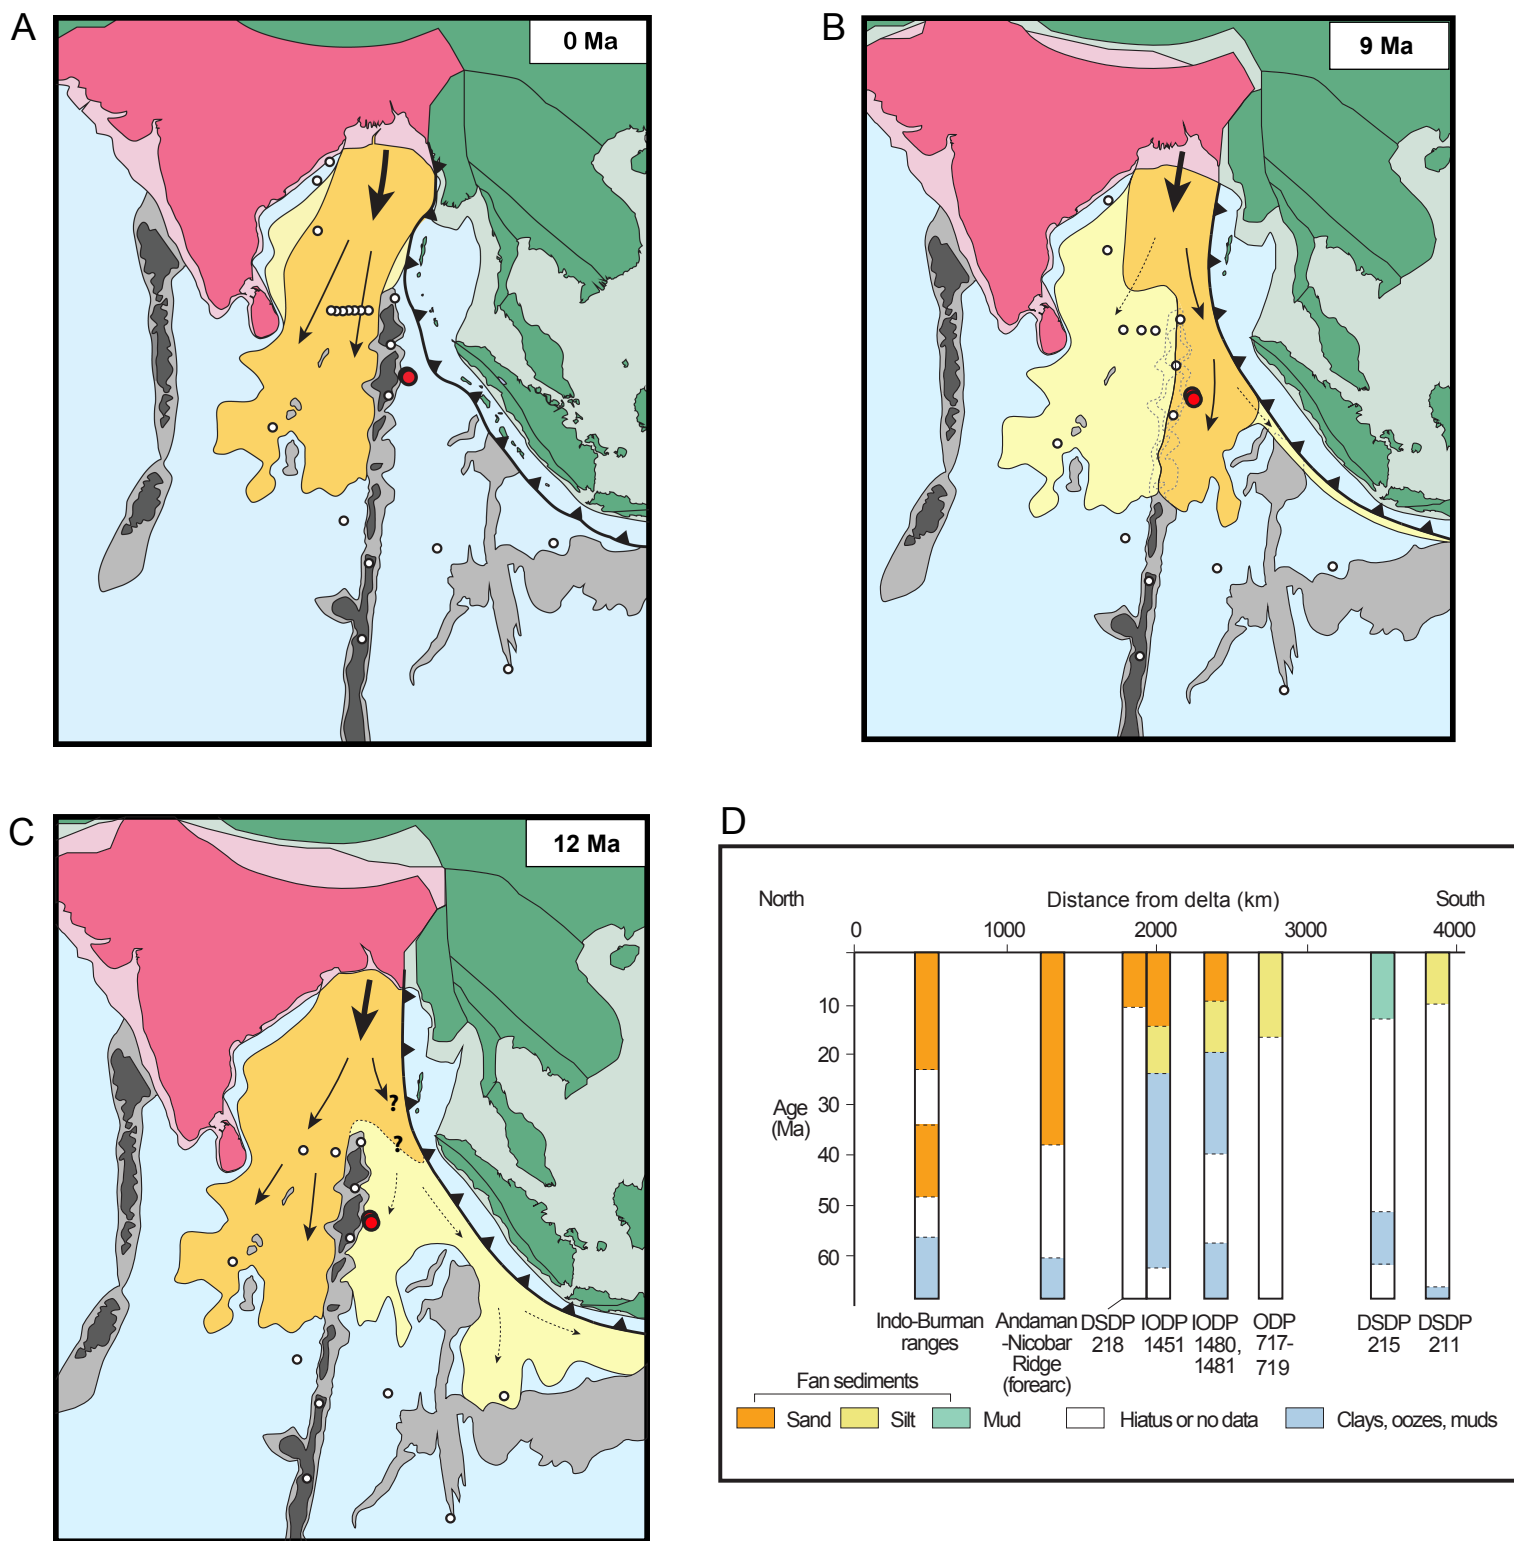 A
0 Ma
B
9 Ma
C
12 Ma
?
?
D
North
Distance from delta (km)
South
0
1000
2000
3000
4000
10
20
30
Age
(Ma)
40
50
60
Indo-Burman
ranges
Andaman
-Nicobar
Ridge
(forearc)
DSDP
218
IODP
1451
IODP
1480,
1481
ODP
717-
719
DSDP
215
DSDP
211
Fan sediments
Sand
Silt
Mud
Hiatus or no data
Clays, oozes, muds